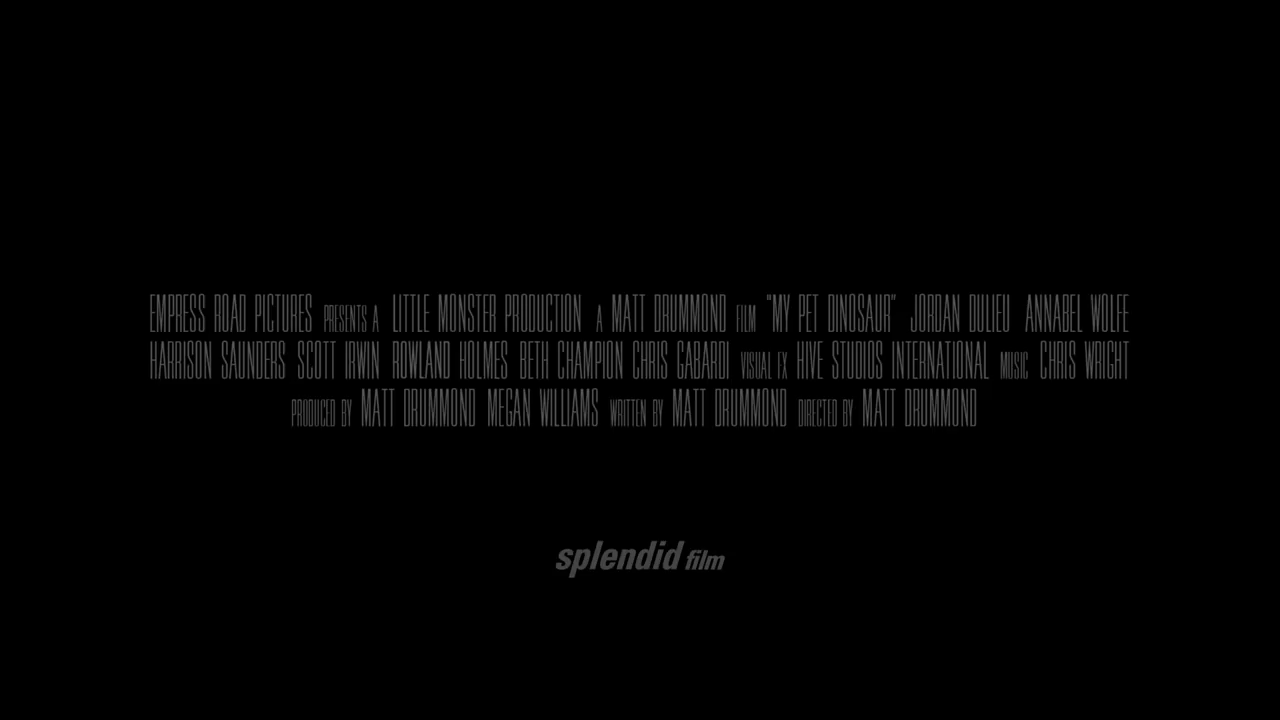 EMPRESS ROAD PICTURES PRESENTS A LITTLE MONSTER PRODUCTION A MATT DRUMMOND FILM "MY PET DINOSAUR" JORDAN DULIEU ANNABEL WOLFE
HARRISON SAUNDERS SCOTT IRWIN ROWLAND HOLMES BETH CHAMPION CHRIS GABARDI VISUAL FX HIVE STUDIOS INTERNATIONAL MUSIC CHRIS WRIGHT
PRODUCED BY MATT DRUMMOND MEGAN WILLIAMS WRITTEN BY MATT DRUMMOND DIRECTED BY MATT DRUMMOND
splendid film